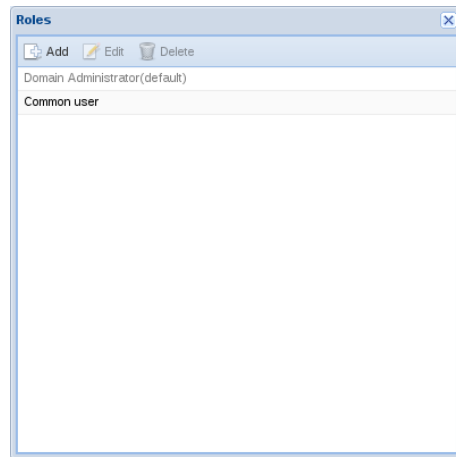 Roles
Add Edit Delete
Domain Administrator(default)
Common user